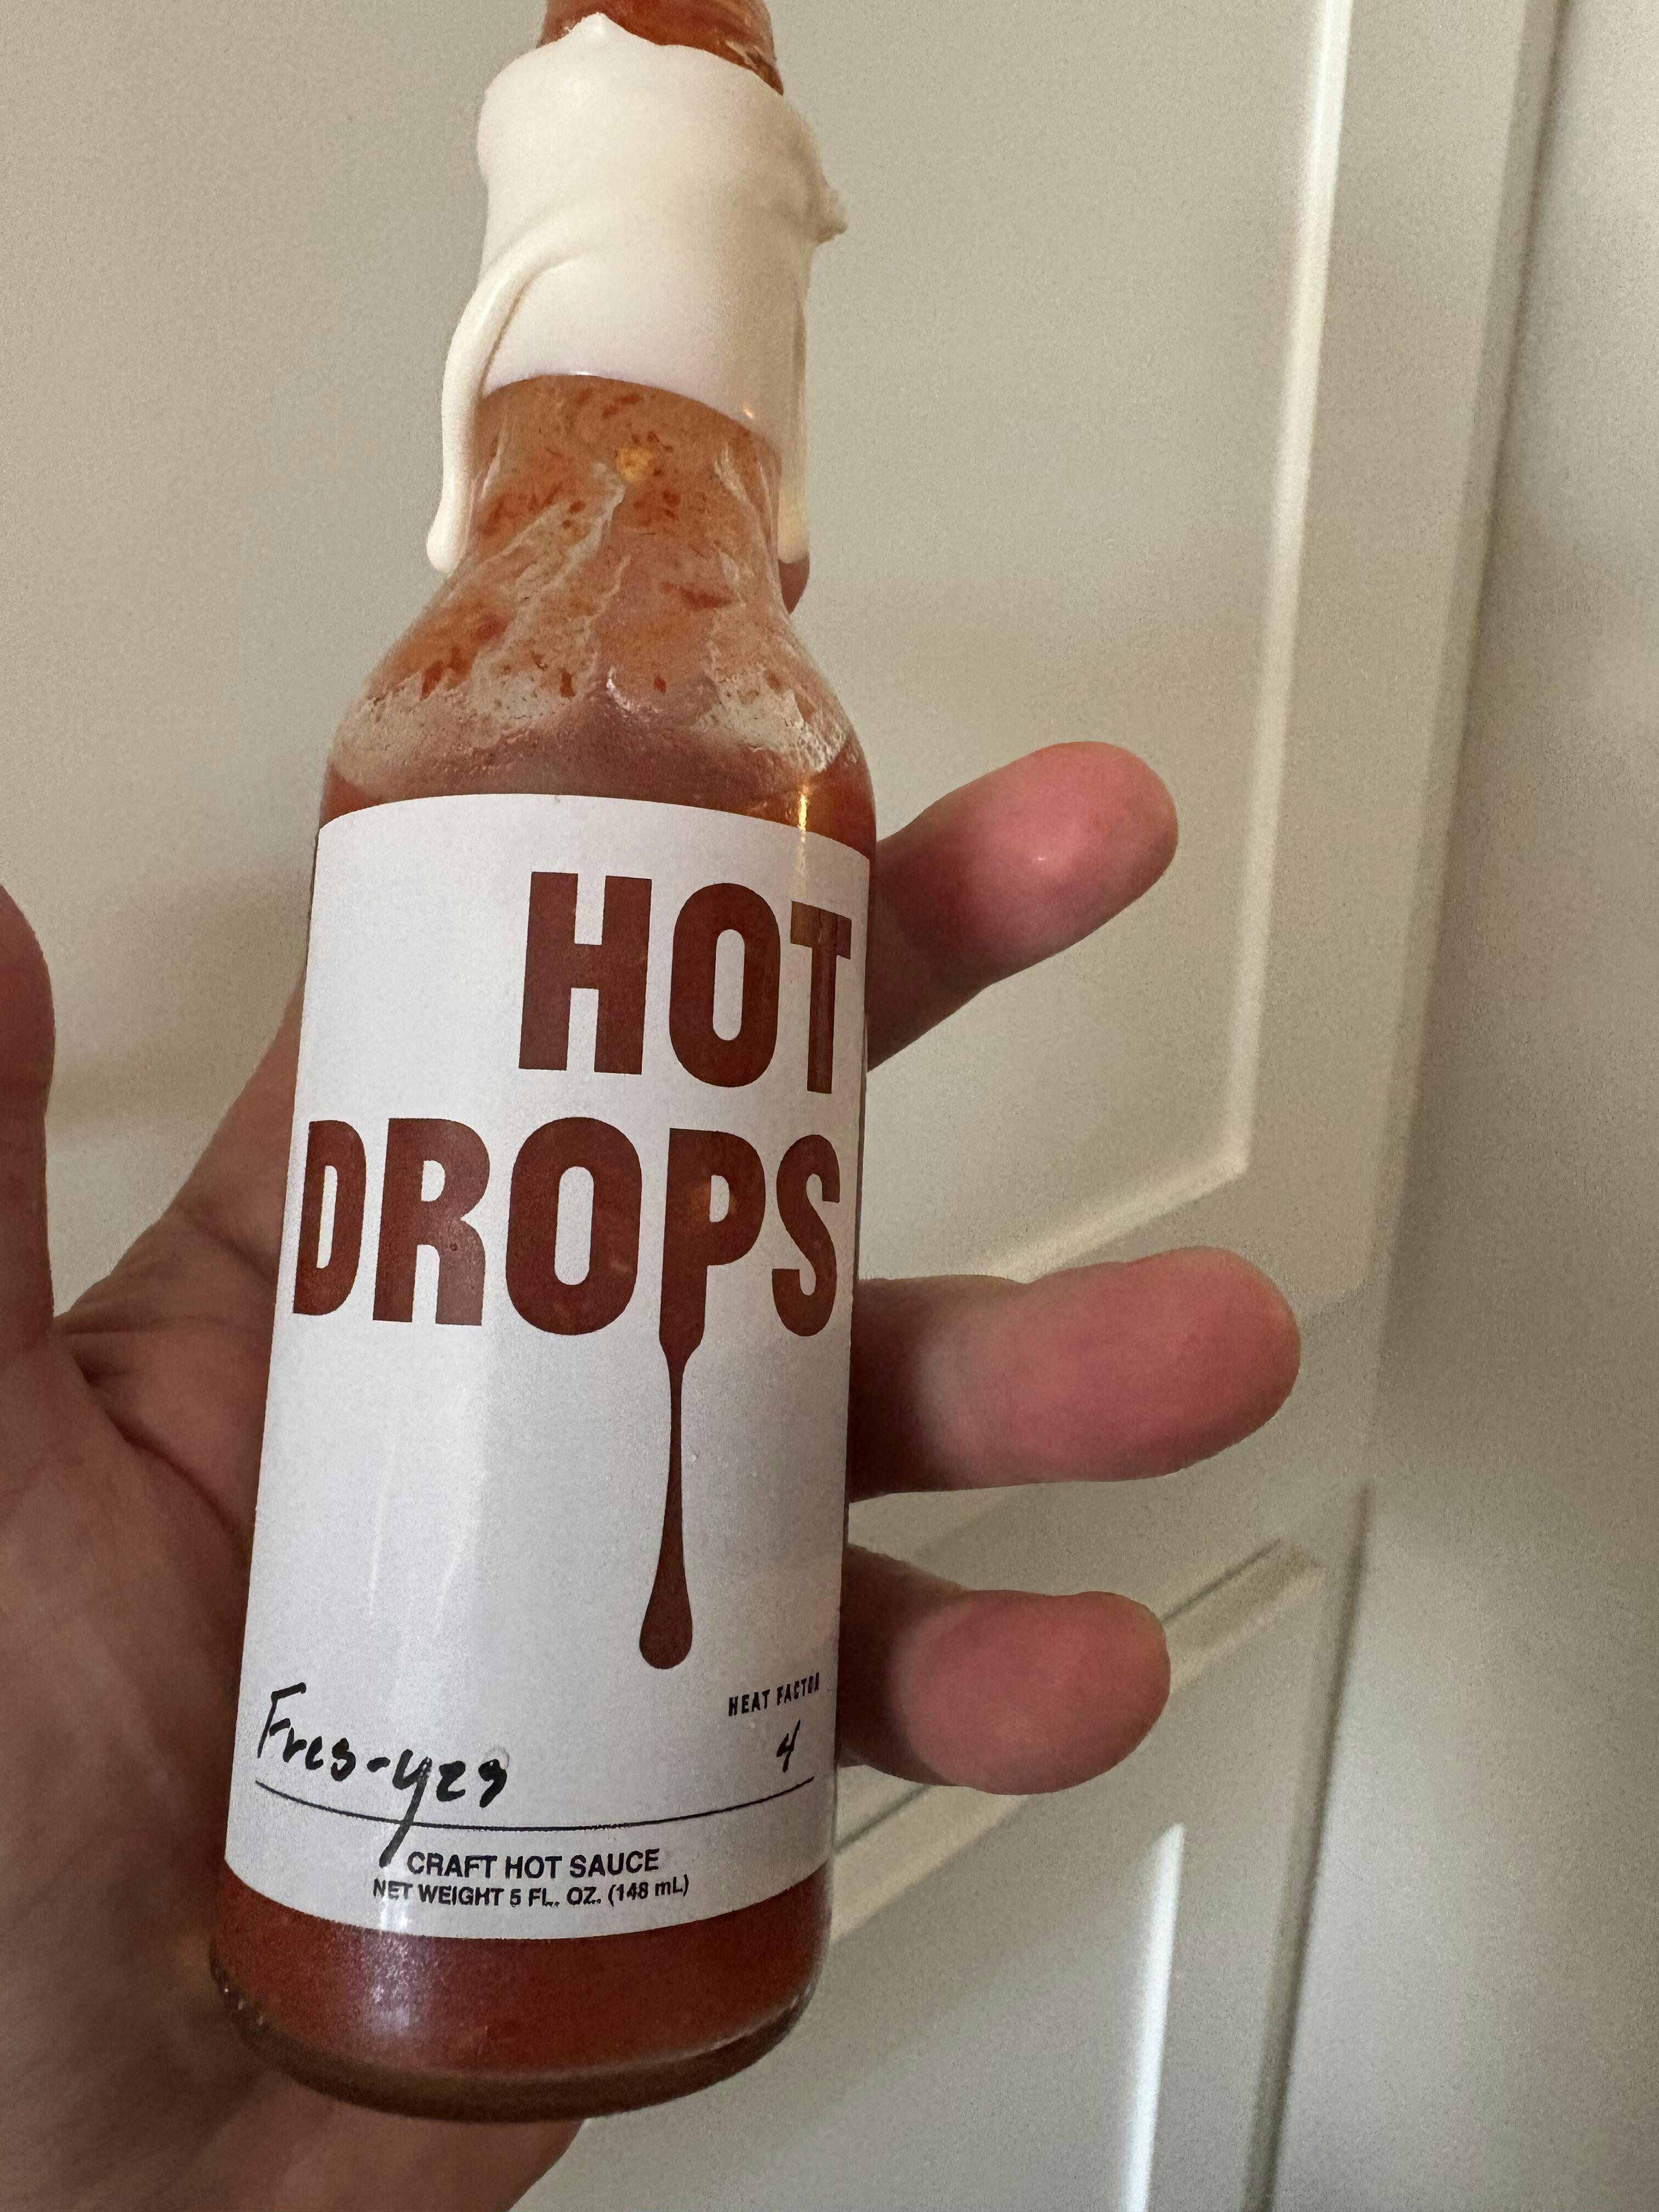 HOT
DROPS
HEAT FACTOR
Fres-yes 4
CRAFT HOT SAUCE
NET WEIGHT 5 FL. OZ. (148 mL)